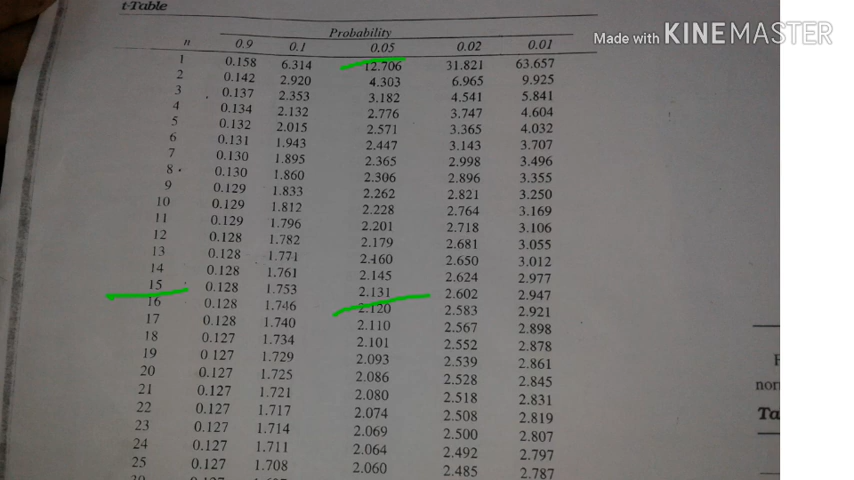 t-Table
Probability
n 0.9 0.1 0.05 0.02 0.01
1 0.158 6.314 12.706 31.821 63.657
2 0.142 2.920 4.303 6.965 9.925
3 0.137 2.353 3.182 4.541 5.841
4 0.134 2.132 2.776 3.747 4.604
5 0.132 2.015 2.571 3.365 4.032
6 0.131 1.943 2.447 3.143 3.707
7 0.130 1.895 2.365 2.998 3.496
8 0.130 1.860 2.306 2.896 3.355
9 0.129 1.833 2.262 2.821 3.250
10 0.129 1.812 2.228 2.764 3.169
11 0.129 1.796 2.201 2.718 3.106
12 0.128 1.782 2.179 2.681 3.055
13 0.128 1.771 2.160 2.650 3.012
14 0.128 1.761 2.145 2.624 2.977
15 0.128 1.753 2.131 2.602 2.947
16 0.128 1.746 2.120 2.583 2.921
17 0.128 1.740 2.110 2.567 2.898
18 0.127 1.734 2.101 2.552 2.878
19 0 127 1.729 2.093 2.539 2.861
20 0.127 1.725 2.086 2.528 2.845
21 0.127 1.721 2.080 2.518 2.831
22 0.127 1.717 2.074 2.508 2.819
23 0.127 1.714 2.069 2.500 2.807
24 0.127 1.711 2.064 2.492 2.797
25 0.127 1.708 2.060 2.485 2.787
Made with KINEMASTER
nor
Ta